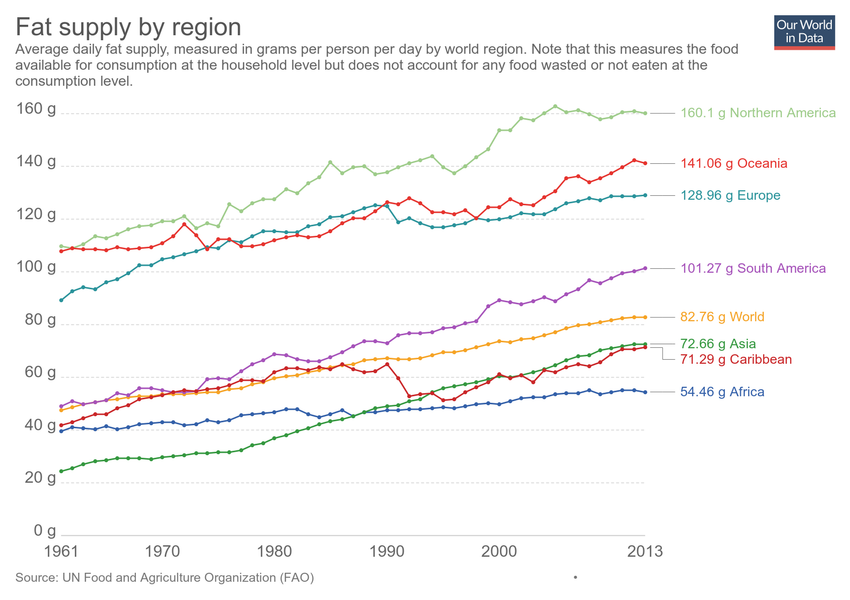 Fat supply by region
Our World
in Data
Average daily fat supply, measured in grams per person per day by world region. Note that this measures the food
available for consumption at the household level but does not account for any food wasted or not eaten at the
consumption level.
160 g
140 g
120 g
100 g
80 g
60 g
40 g
20 g
0 g
160.1 g Northern America
141.06 g Oceania
128.96 g Europe
101.27 g South America
82.76 g World
72.66 g Asia
71.29 g Caribbean
54.46 g Africa
1961 1970 1980 1990 2000 2013
Source: UN Food and Agriculture Organization (FAO)